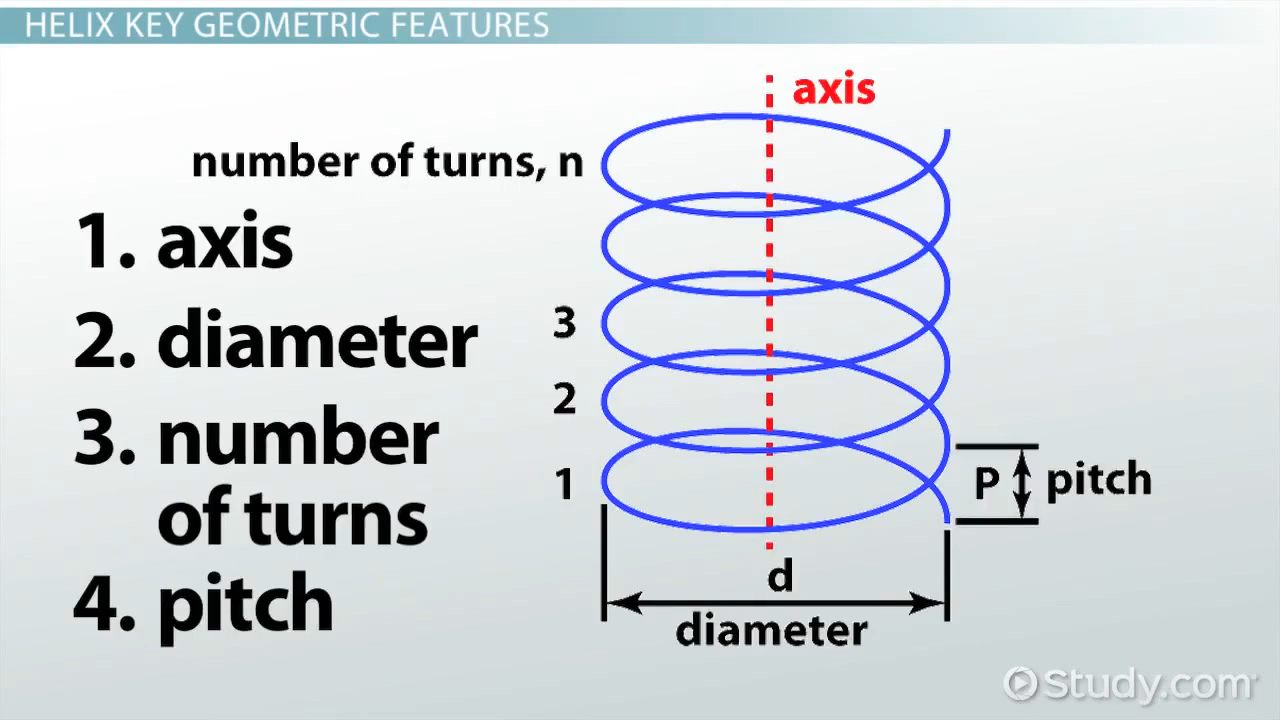 HELIX KEY GEOMETRIC FEATURES
axis
number of turns, n
1. axis
2. diameter
3. number
of turns
4. pitch
3
2
1
P
pitch
d
diameter
Study.com